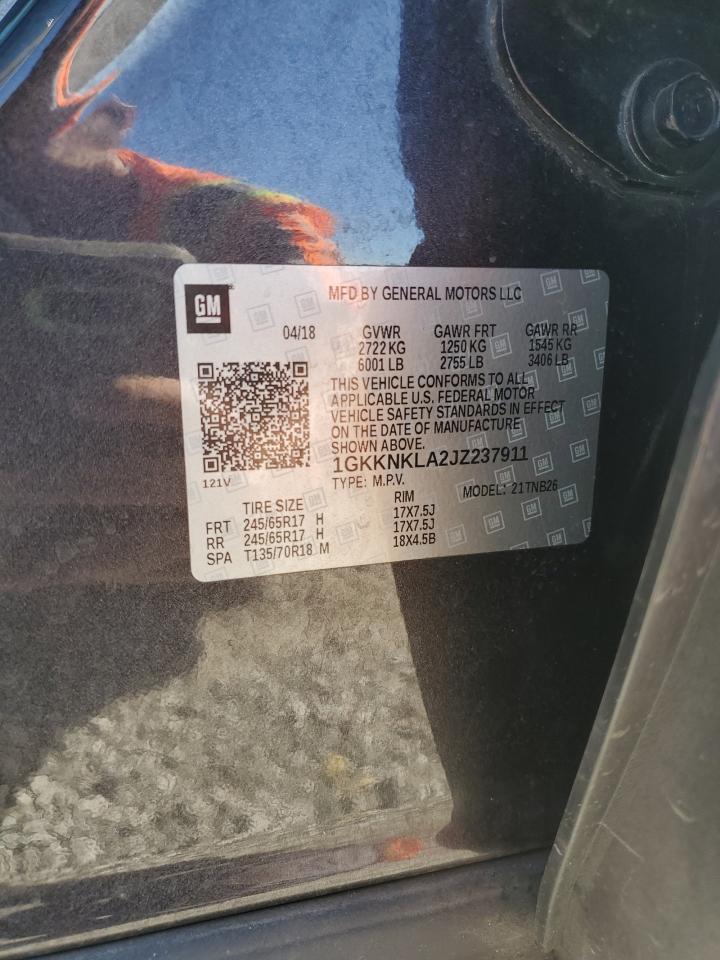 GM
MFD BY GENERAL MOTORS LLC
04/18 GVWR GAWR FRT GAWR RR
2722 KG 1250 KG 1545 KG
6001 LB 2755 LB 3406 LB
THIS VEHICLE CONFORMS TO ALL
APPLICABLE U.S. FEDERAL MOTOR
VEHICLE SAFETY STANDARDS IN EFFECT
ON THE DATE OF MANUFACTURE
SHOWN ABOVE.
1GKKNKLA2JZ237911
121V TYPE: M.P.V. MODEL: 21TNB26
TIRE SIZE RIM
FRT 245/65R17 H 17X7.5J
RR 245/65R17 H 17X7.5J
SPA T135/70R18 M 18X4.5B